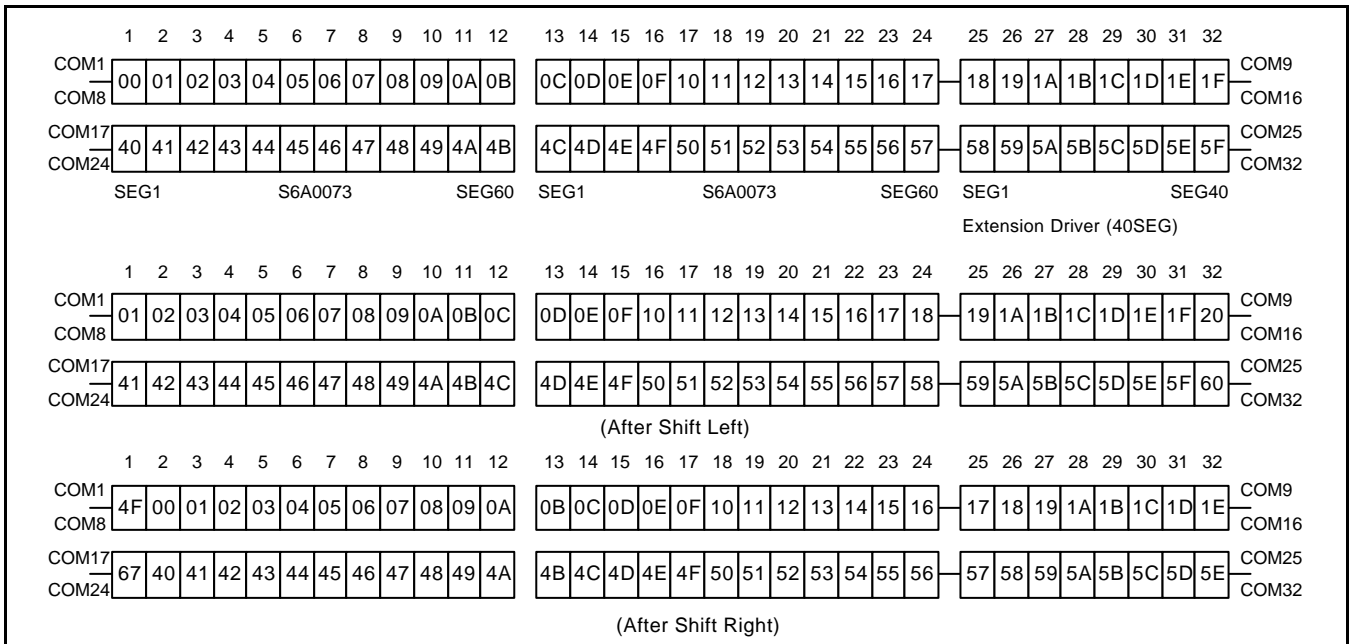 1 2 3 4 5 6 7 8 9 10 11 12 13 14 15 16 17 18 19 20 21 22 23 24 25 26 27 28 29 30 31 32
COM1 COM9
00 01 02 03 04 05 06 07 08 09 0A 0B 0C 0D 0E 0F 10 11 12 13 14 15 16 17 18 19 1A 1B 1C 1D 1E 1F
COM8 COM16
COM17 COM25
40 41 42 43 44 45 46 47 48 49 4A 4B 4C 4D 4E 4F 50 51 52 53 54 55 56 57 58 59 5A 5B 5C 5D 5E 5F
COM24 COM32
SEG1 S6A0073 SEG60 SEG1 S6A0073 SEG60 SEG1 SEG40
Extension Driver (40SEG)
1 2 3 4 5 6 7 8 9 10 11 12 13 14 15 16 17 18 19 20 21 22 23 24 25 26 27 28 29 30 31 32
COM1 COM9
01 02 03 04 05 06 07 08 09 0A 0B 0C 0D 0E 0F 10 11 12 13 14 15 16 17 18 19 1A 1B 1C 1D 1E 1F 20
COM8 COM16
COM17 COM25
41 42 43 44 45 46 47 48 49 4A 4B 4C 4D 4E 4F 50 51 52 53 54 55 56 57 58 59 5A 5B 5C 5D 5E 5F 60
COM24 COM32
(After Shift Left)
1 2 3 4 5 6 7 8 9 10 11 12 13 14 15 16 17 18 19 20 21 22 23 24 25 26 27 28 29 30 31 32
COM1 COM9
4F 00 01 02 03 04 05 06 07 08 09 0A 0B 0C 0D 0E 0F 10 11 12 13 14 15 16 17 18 19 1A 1B 1C 1D 1E
COM8 COM16
COM17 COM25
67 40 41 42 43 44 45 46 47 48 49 4A 4B 4C 4D 4E 4F 50 51 52 53 54 55 56 57 58 59 5A 5B 5C 5D 5E
COM24 COM32
(After Shift Right)